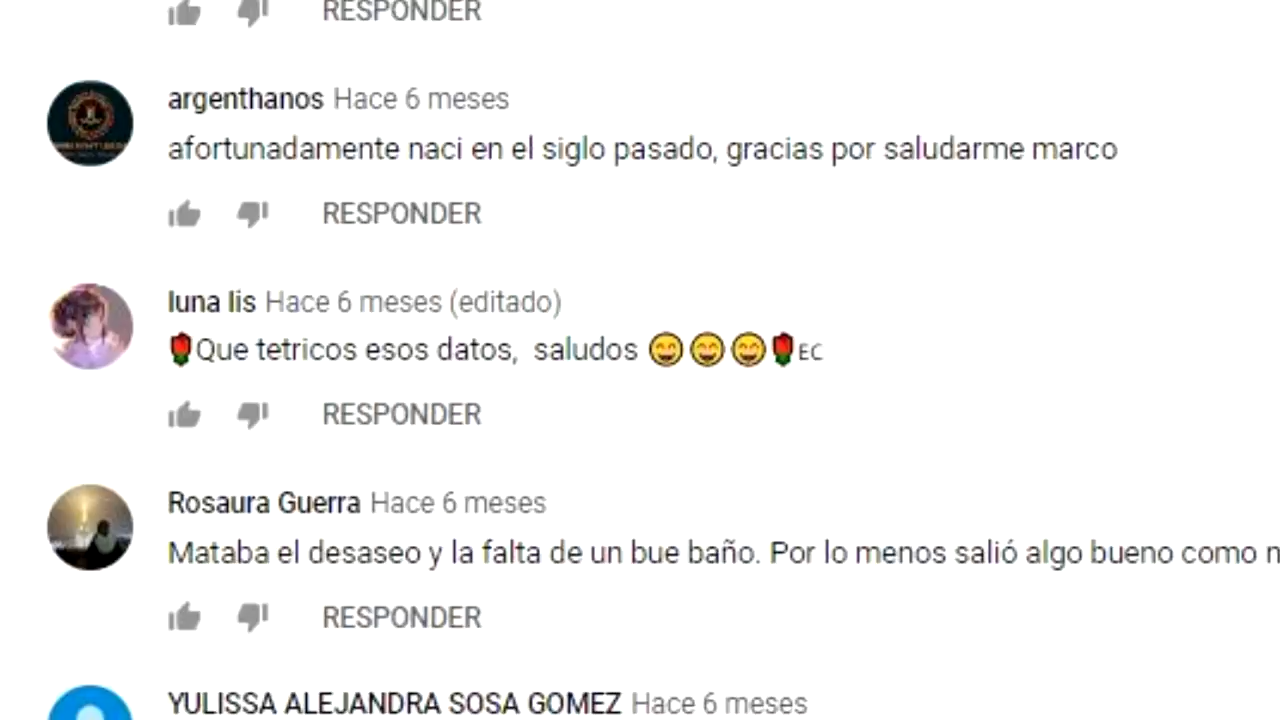 RESPONDER
argenthanos Hace 6 meses
afortunadamente naci en el siglo pasado, gracias por saludarme marco
RESPONDER
luna lis Hace 6 meses (editado)
🌹Que tetricos esos datos, saludos 😄😄😄🌹EC
RESPONDER
Rosaura Guerra Hace 6 meses
Mataba el desaseo y la falta de un bue baño. Por lo menos salió algo bueno como
RESPONDER
YULISSA ALEJANDRA SOSA GOMEZ Hace 6 meses